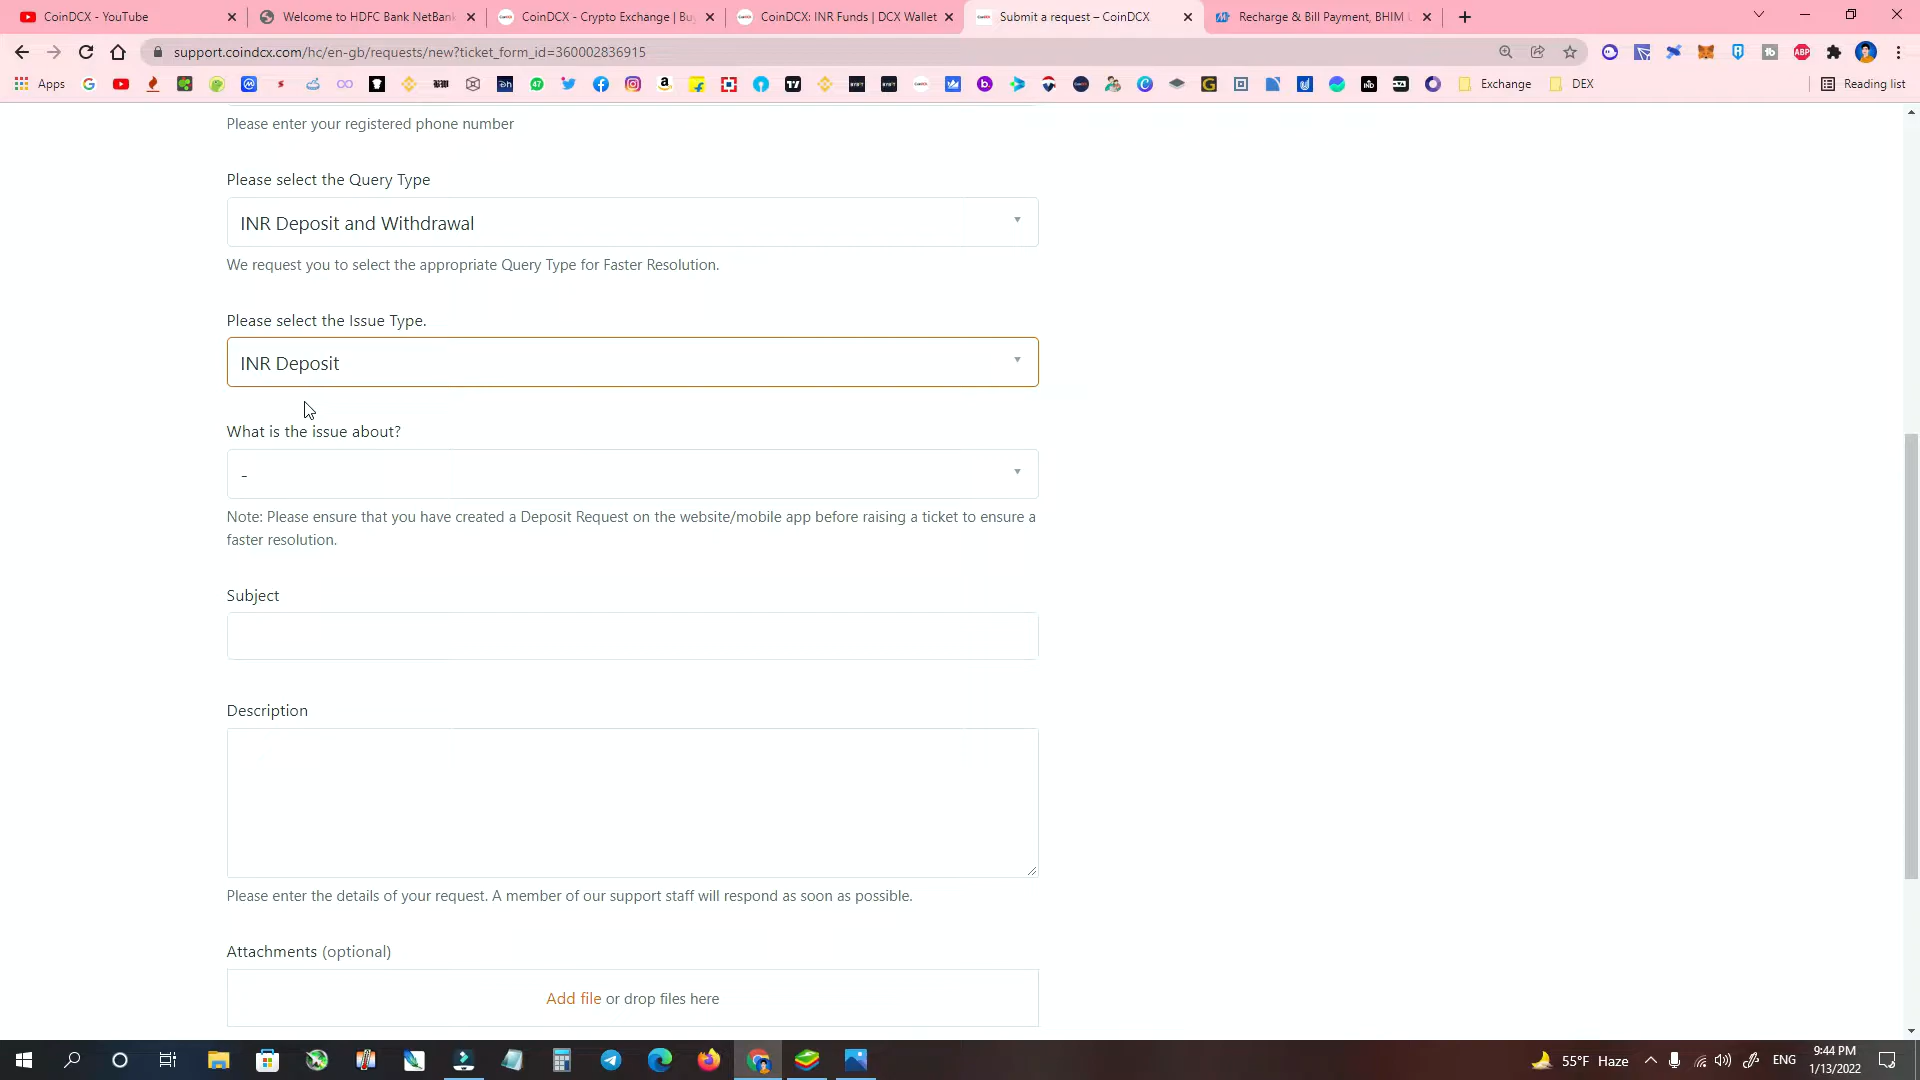 CoinDCX - YouTube
Welcome to HDFC Bank NetBank
CoinDCX - Crypto Exchange | Bu
CoinDCX: INR Funds | DCX Wallet
Submit a request – CoinDCX
Recharge & Bill Payment, BHIM U
support.coindcx.com/hc/en-gb/requests/new?ticket_form_id=360002836915
Apps
Exchange
DEX
Reading list
Please enter your registered phone number
Please select the Query Type
INR Deposit and Withdrawal
We request you to select the appropriate Query Type for Faster Resolution.
Please select the Issue Type.
INR Deposit
What is the issue about?
-
Note: Please ensure that you have created a Deposit Request on the website/mobile app before raising a ticket to ensure a
faster resolution.
Subject
Description
Please enter the details of your request. A member of our support staff will respond as soon as possible.
Attachments (optional)
Add file or drop files here
55°F Haze
ENG
9:44 PM
1/13/2022